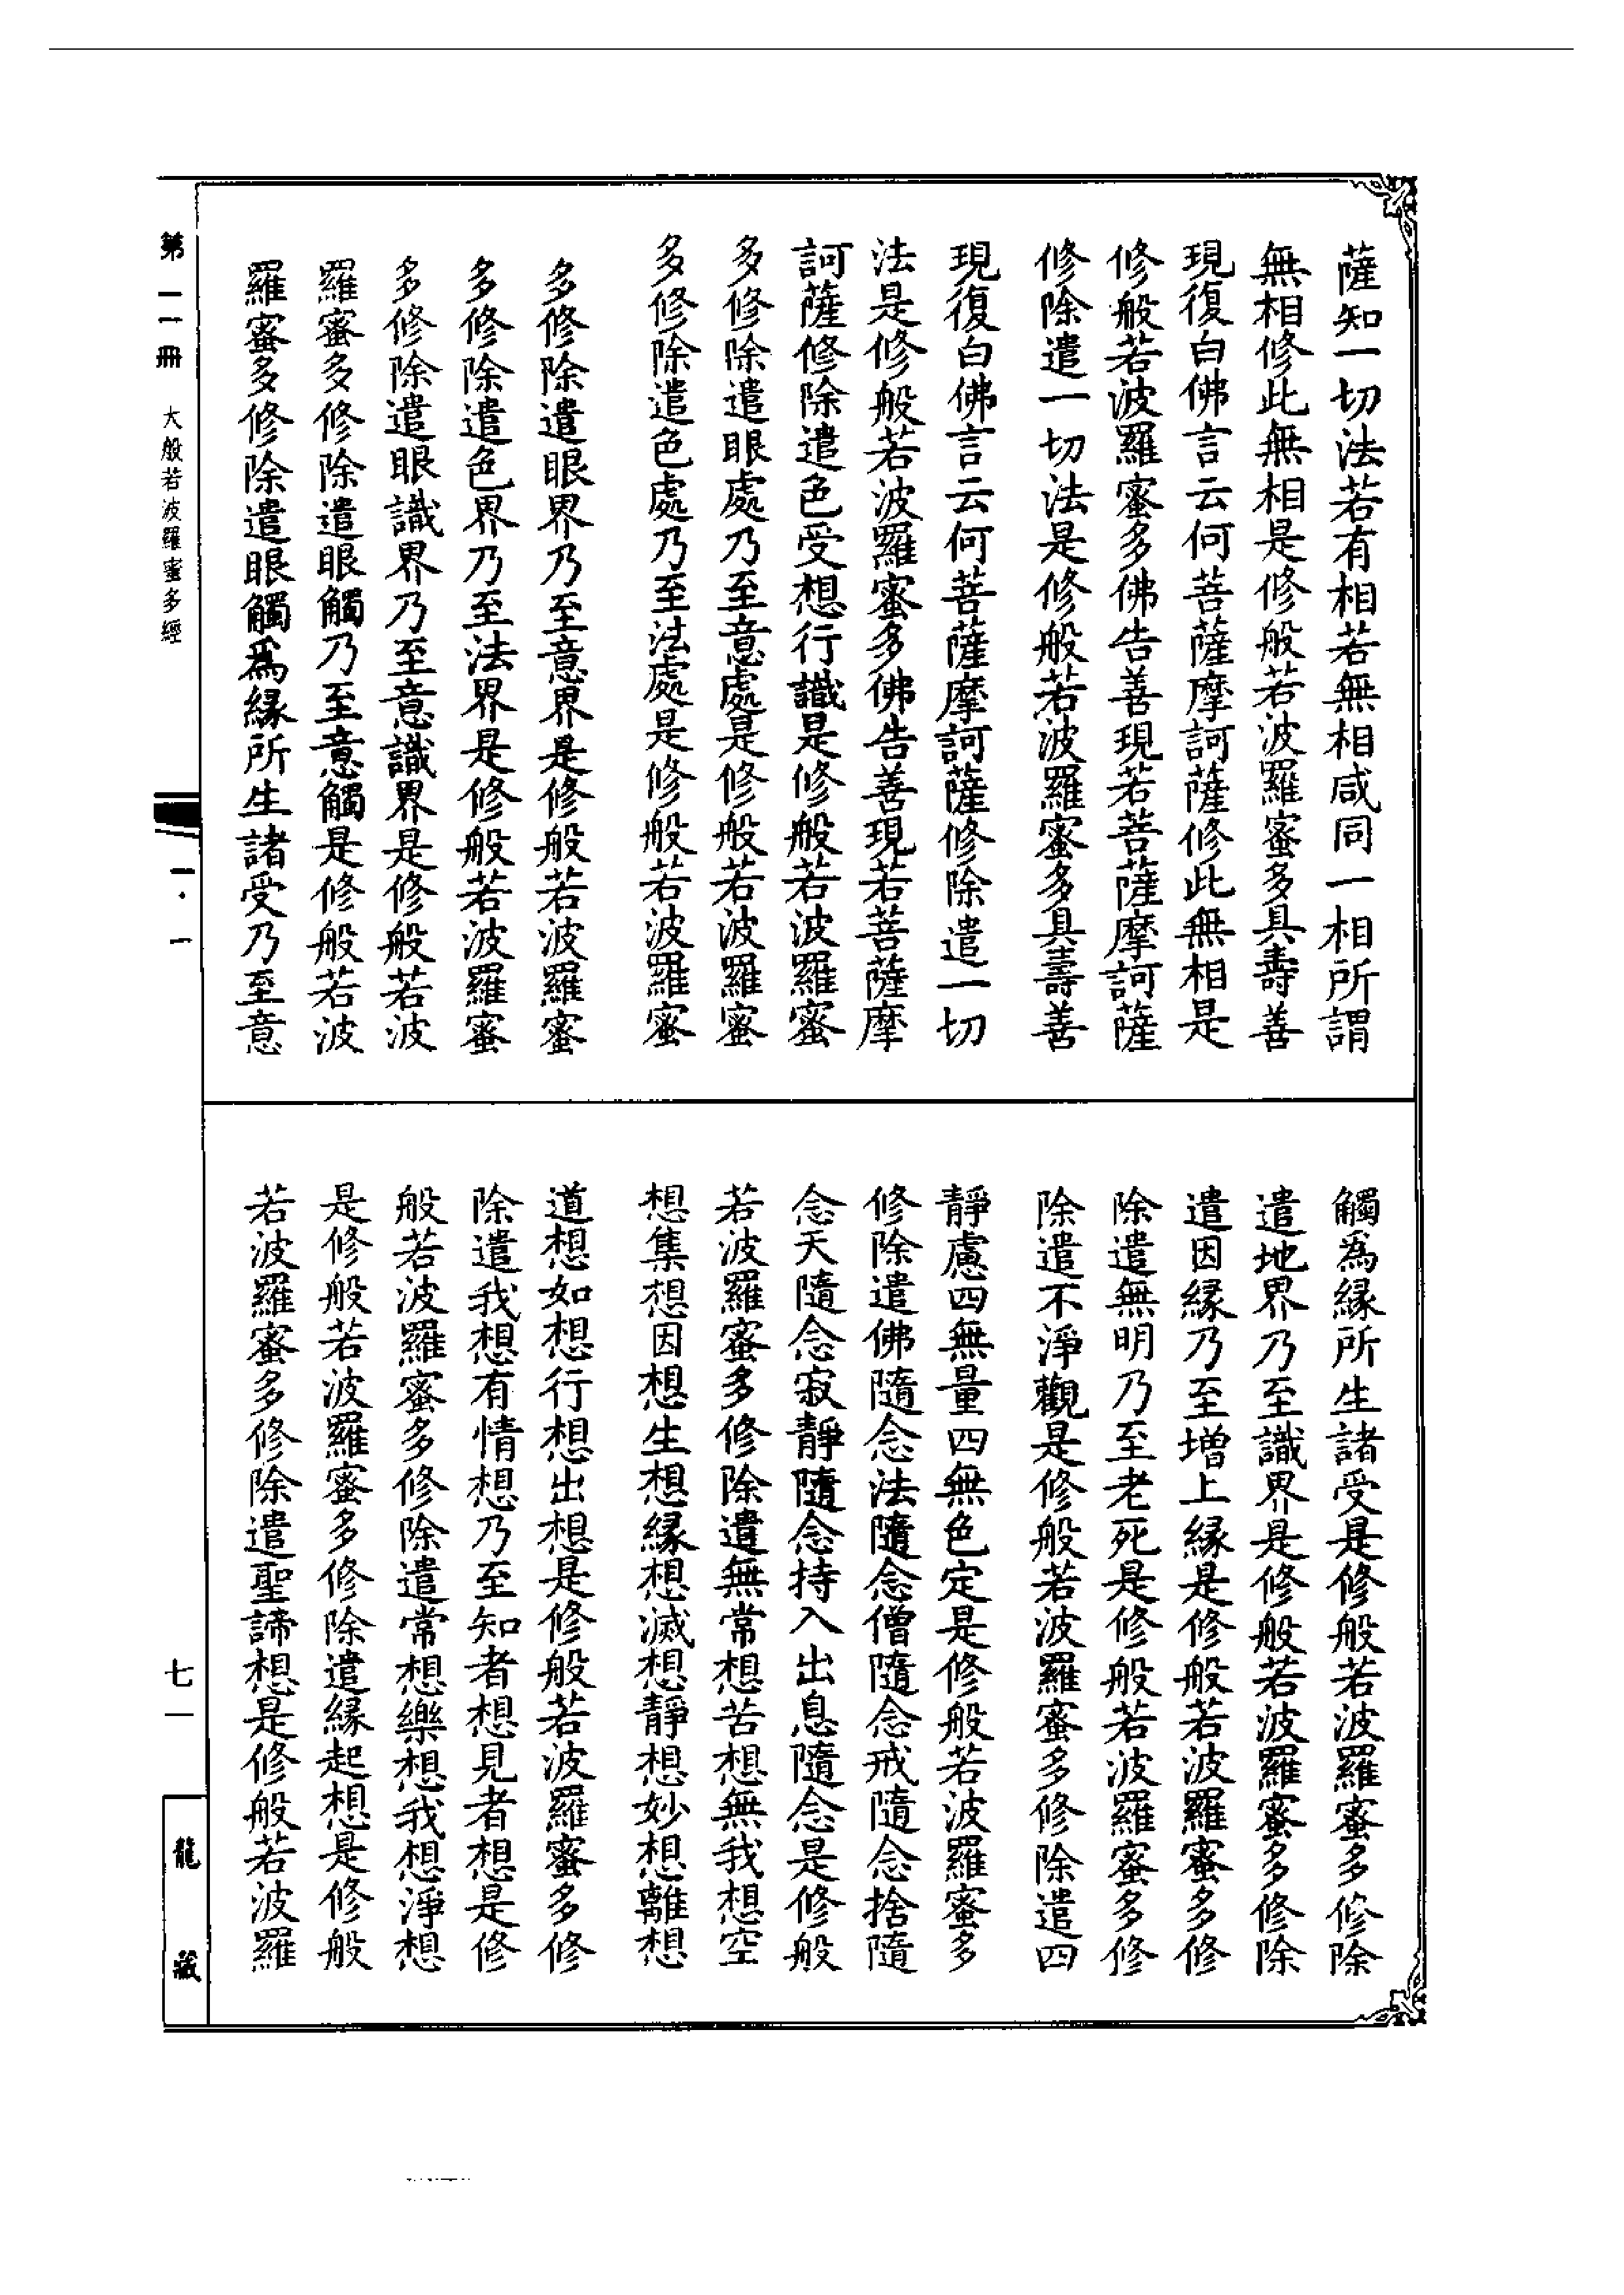 薩知一切法若有相若無相咸同一相所謂
無相修此無相是修般若波羅蜜多具壽善
現復白佛言云何菩薩摩訶薩修此無相是
修般若波羅蜜多佛告善現若菩薩摩訶薩
修除遣一切法是修般若波羅蜜多具壽善
現復白佛言云何菩薩摩訶薩修除遣一切
法是修般若波羅蜜多佛告善現若菩薩摩
訶薩修除遣色受想行識是修般若波羅蜜
多修除遣眼處乃至意處是修般若波羅蜜
多修除遣色處乃至法處是修般若波羅蜜
多修除遣眼界乃至意界是修般若波羅蜜
多修除遣色界乃至法界是修般若波羅蜜
多修除遣眼識界乃至意識界是修般若波
羅蜜多修除遣眼觸乃至意觸是修般若波
羅蜜多修除遣眼觸為緣所生諸受乃至意
觸為緣所生諸受是修般若波羅蜜多修除
遣地界乃至識界是修般若波羅蜜多修除
遣因緣乃至增上緣是修般若波羅蜜多修
除遣無明乃至老死是修般若波羅蜜多修
除遣不淨觀是修般若波羅蜜多修除遣四
靜慮四無量四無色定是修般若波羅蜜多
修除遣佛隨念法隨念僧隨念戒隨念捨隨
念天隨念寂靜隨念持入出息隨念是修般
若波羅蜜多修除遣無常想苦想無我想空
想集想因想生想緣想滅想靜想妙想離想
道想如想行想出想是修般若波羅蜜多修
除遣我想有情想乃至知者想見者想是修
般若波羅蜜多修除遣常想樂想我想淨想
是修般若波羅蜜多修除遣緣起想是修般
若波羅蜜多修除遣聖諦想是修般若波羅
第一一冊 大般若波羅蜜多經
一·一
七一
龍藏